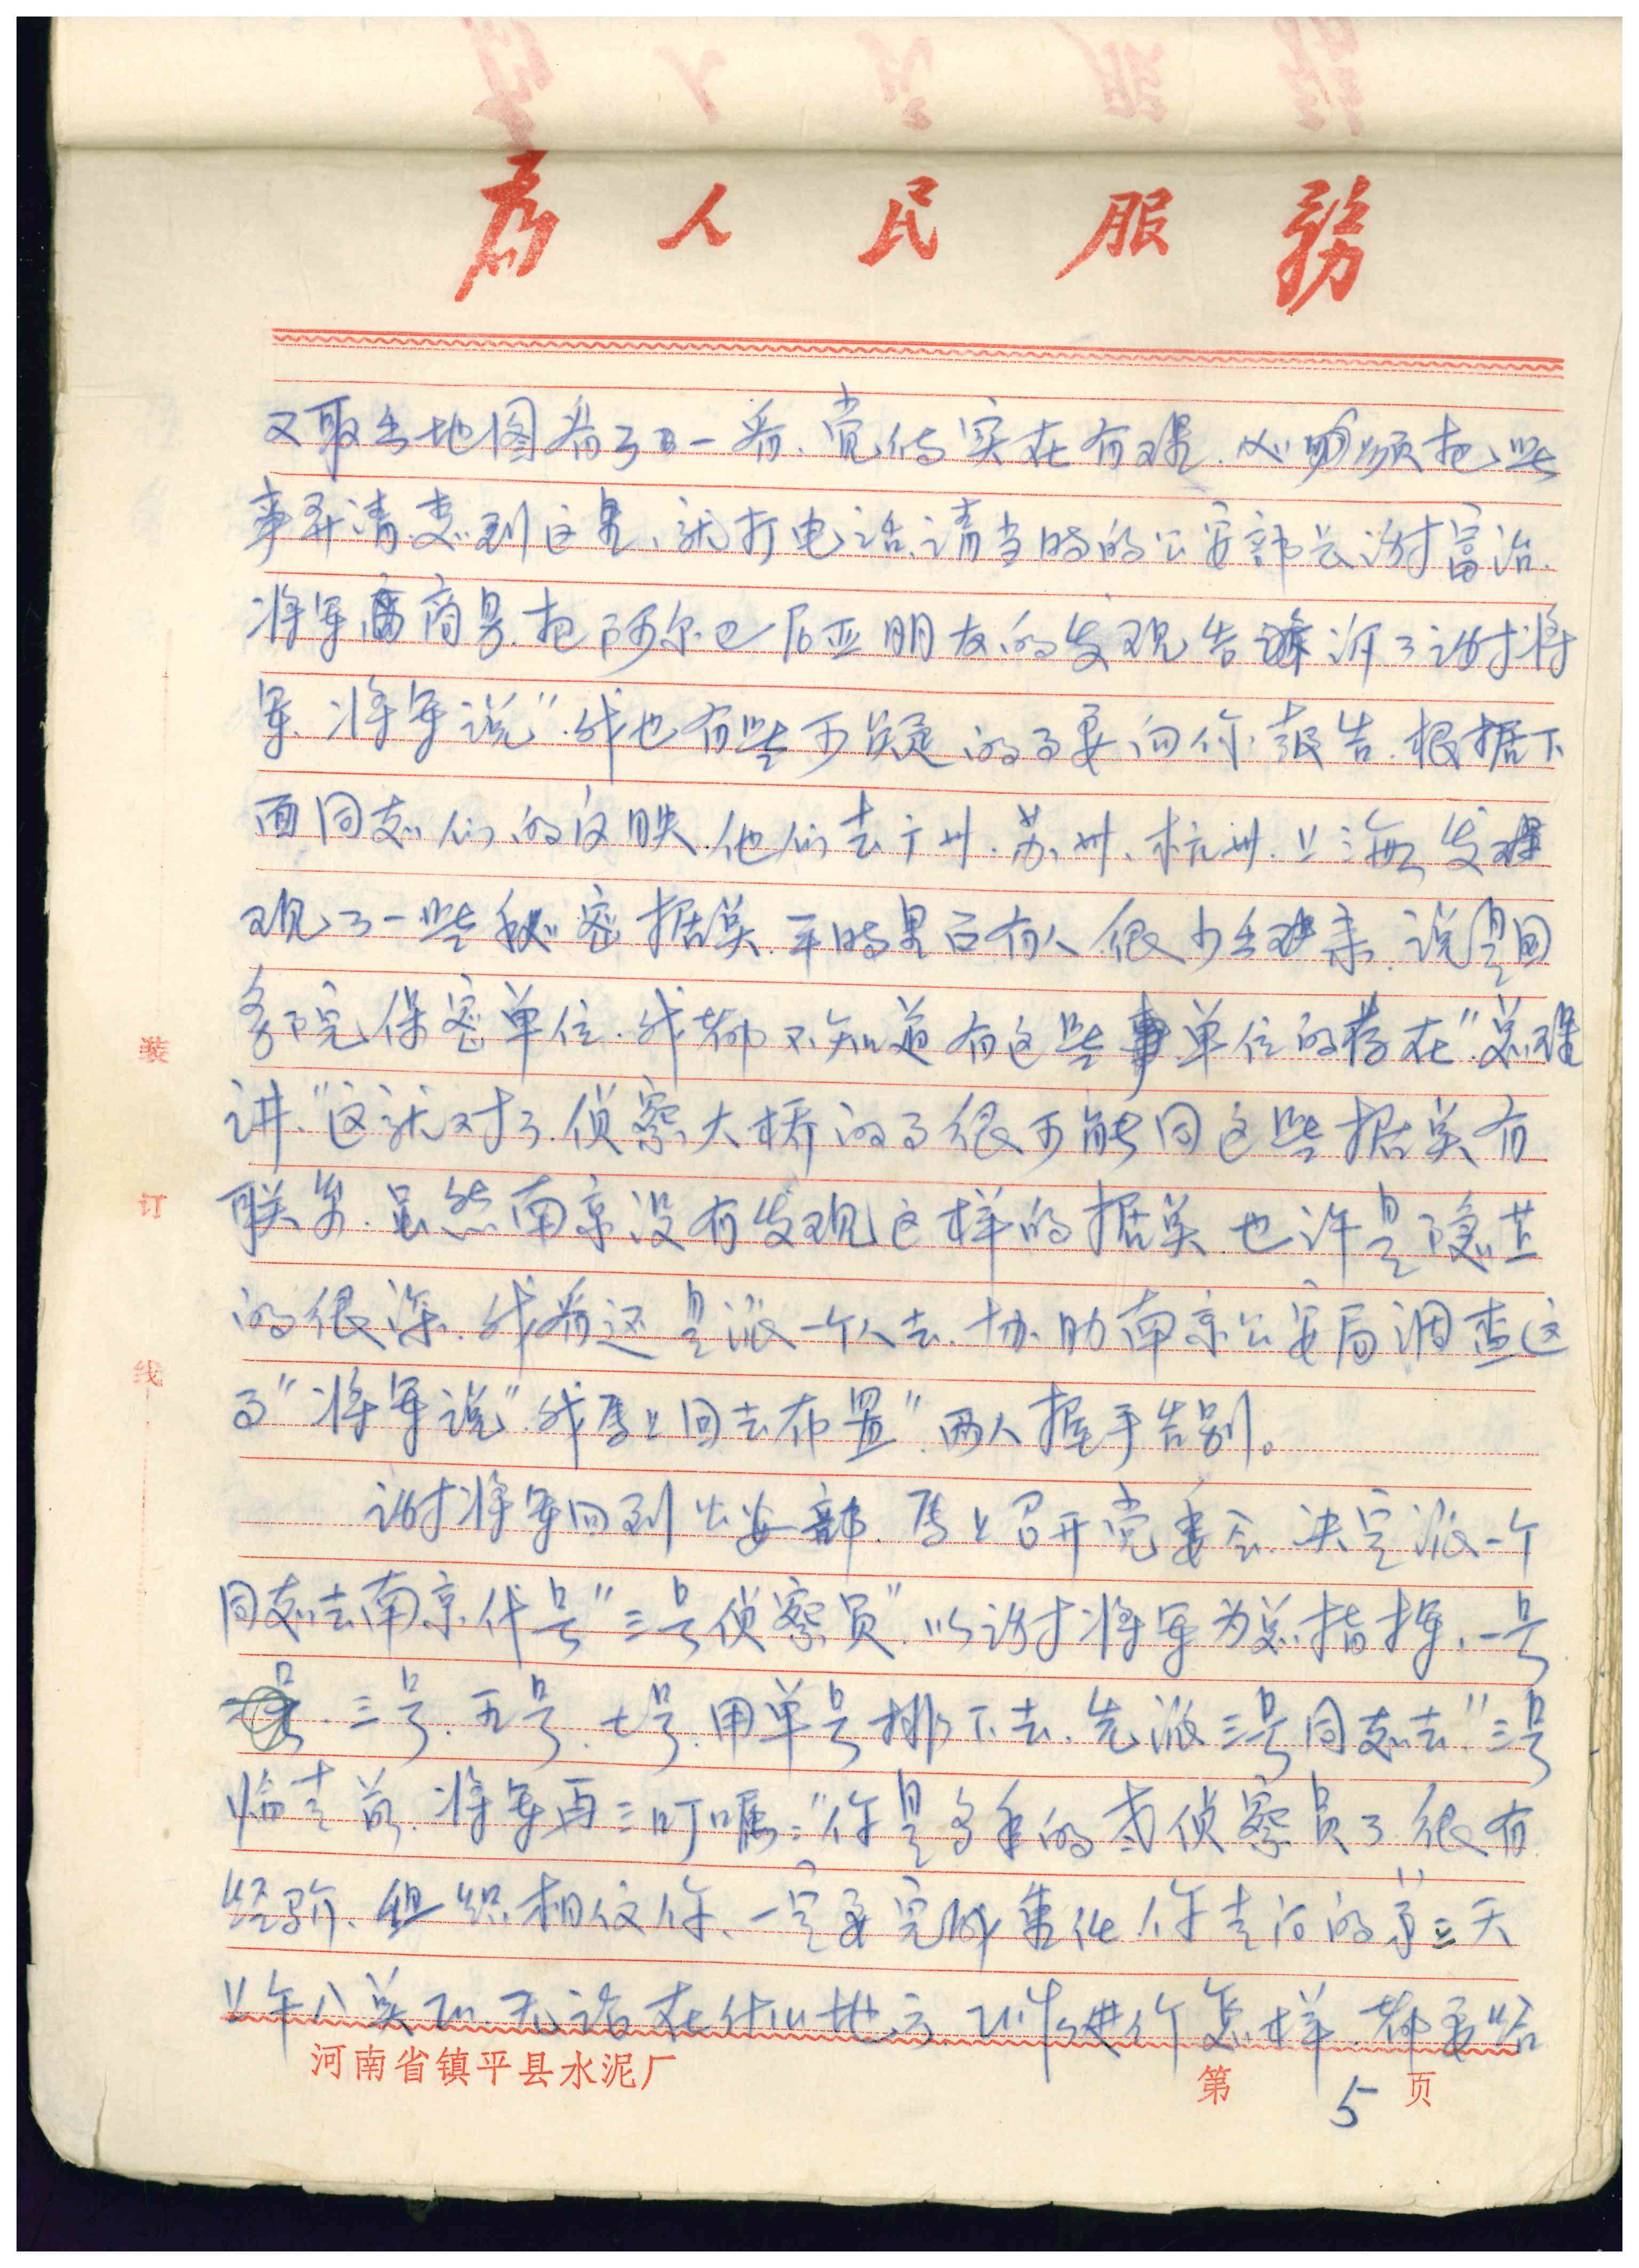 為人民服務
又取出地图看了一看、觉得实在有理.必须把些
事弄清.想到这里、就打电话、请当时的公安部长谢富治.
将军商号.把阿尔巴尼亚朋友的发现告诉了谢将
军.将军说"我也有些可疑的事要向你报告.根据下
面同志们的反映.他们去广州.苏州、杭州.上海发
现了一些秘密据点.平时里面有人很少出来.说是国
务院保密单位.我都不知道有这些单位的存在".总理
讲."这就对了.侦察大桥的事很可能同这些据点有
联系.虽然南京没有发现这样的据点.也许是隐蔽
的很深.我看还是派一个人去.协助南京公安局调查这
事"将军说".我马上回去布置".两人握手告别。
谢将军回到公安部.马上召开党委会.决定派一个
同志去南京.代号"三号侦察员".以谢将军为总指挥.一号
.三号.五号.七号.用单号排下去.先派三号同志去".三号
临走前.将军再三叮嘱:"你是多年的老侦察员了很有
经验、组织相信你、一定要完成任务.你走后的第三天
上午八点正.无论在什么地方.工作进行怎样.都要给
装
订
线
河南省镇平县水泥厂
第 5 页